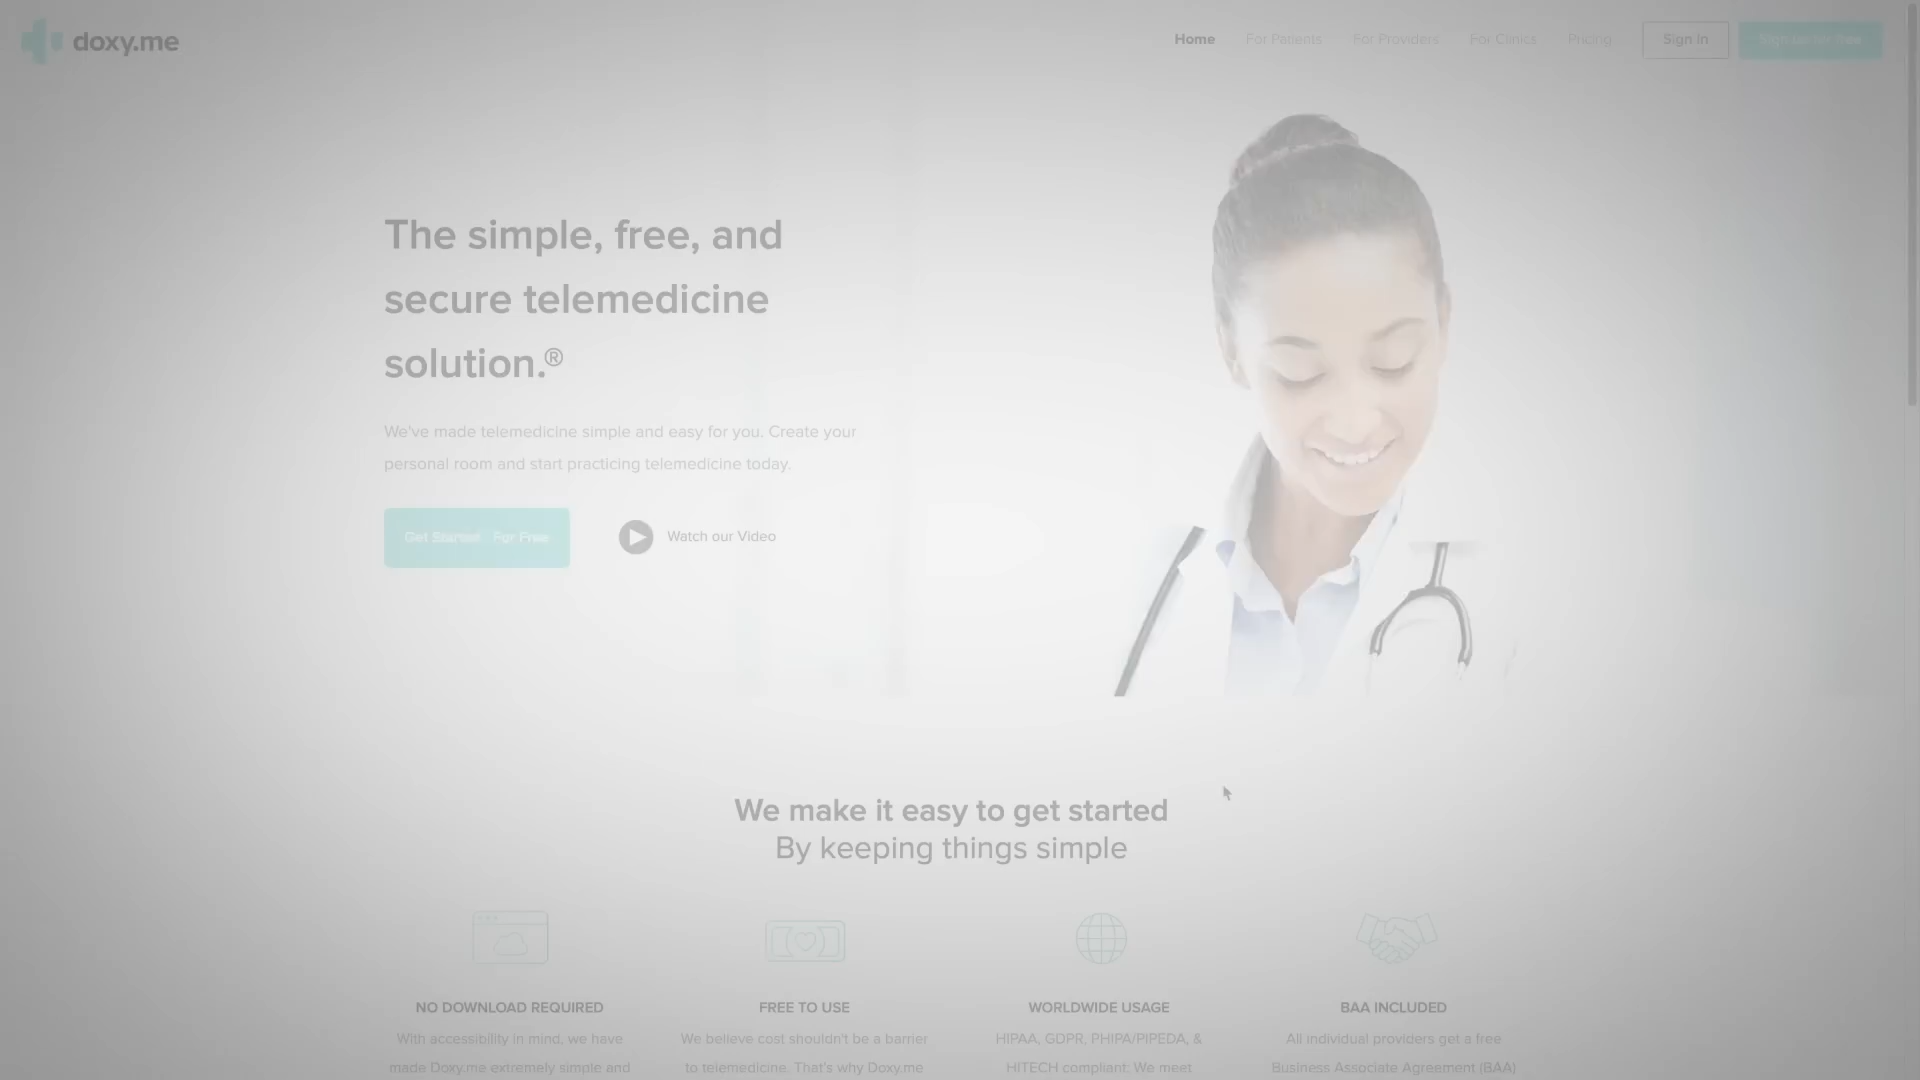 doxy.me
Home For Patients For Providers For Clinics Pricing Sign In Sign up for free
The simple, free, and
secure telemedicine
solution.®
We've made telemedicine simple and easy for you. Create your
personal room and start practicing telemedicine today.
Get Started For Free
Watch our Video
We make it easy to get started
By keeping things simple
NO DOWNLOAD REQUIRED
With accessibility in mind, we have
made Doxy.me extremely simple and
FREE TO USE
We believe cost shouldn't be a barrier
to telemedicine. That's why Doxy.me
WORLDWIDE USAGE
HIPAA, GDPR, PHIPA/PIPEDA, &
HITECH compliant. We meet
BAA INCLUDED
All individual providers get a free
Business Associate Agreement (BAA)